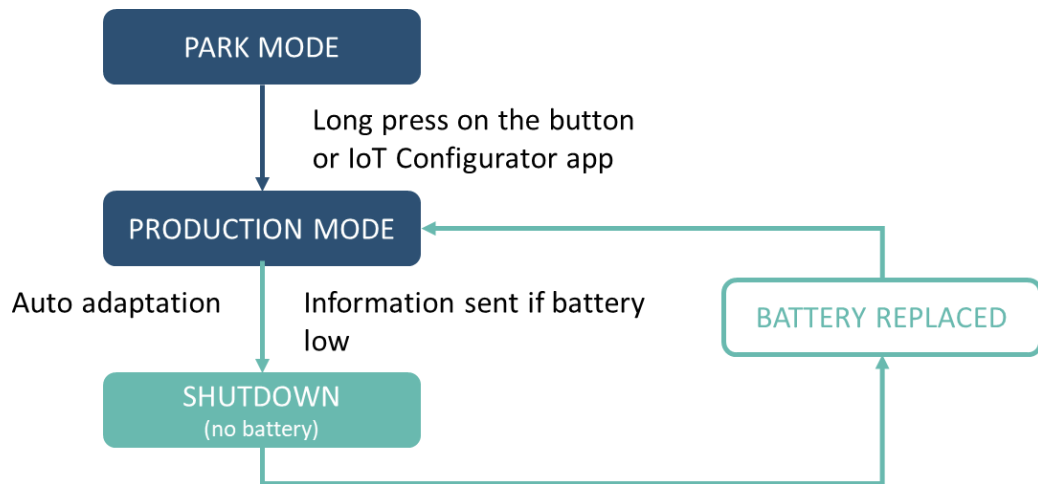 PARK MODE
Long press on the button
or IoT Configurator app
PRODUCTION MODE
Auto adaptation
Information sent if battery
low
BATTERY REPLACED
SHUTDOWN
(no battery)